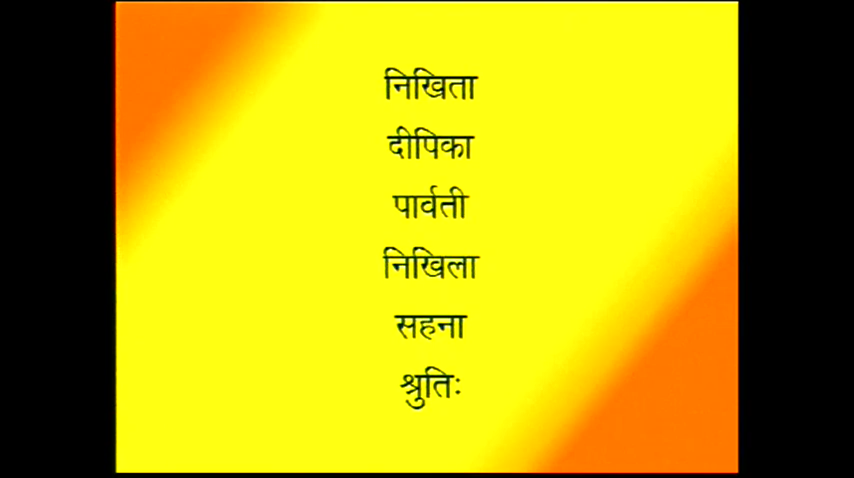 निखिता
दीपिका
पार्वती
निखिला
सहना
श्रुतिः